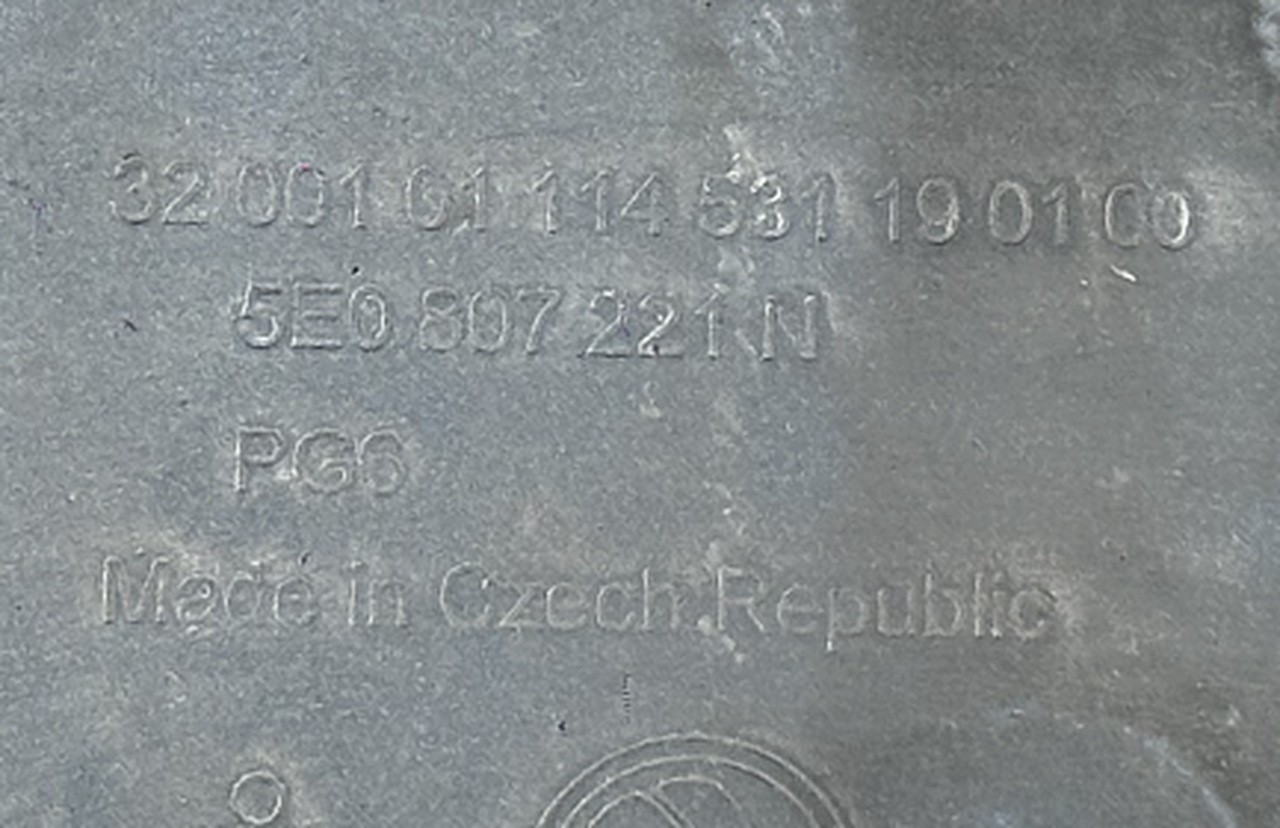 32 001 01 114 531 19 01 00
5E0 807 221 N
PG6
Made in Czech Republic